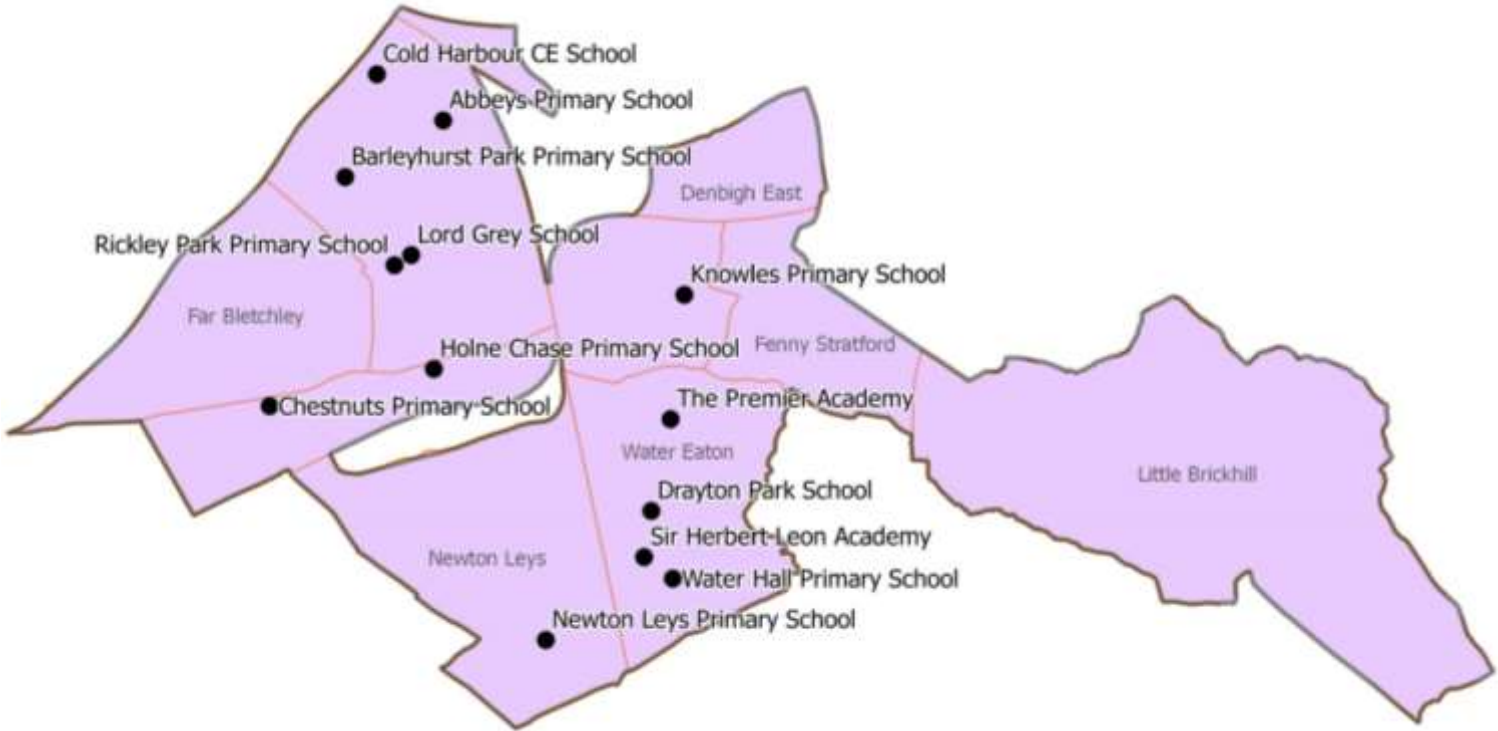 Cold Harbour CE School
Abbeys Primary School
Barleyhurst Park Primary School
Denbigh East
Rickley Park Primary School
Lord Grey School
Knowles Primary School
Far Bletchley
Fenny Stratford
Holne Chase Primary School
Chestnuts Primary School
The Premier Academy
Water Eaton
Little Brickhill
Drayton Park School
Sir Herbert Leon Academy
Newton Leys
Water Hall Primary School
Newton Leys Primary School